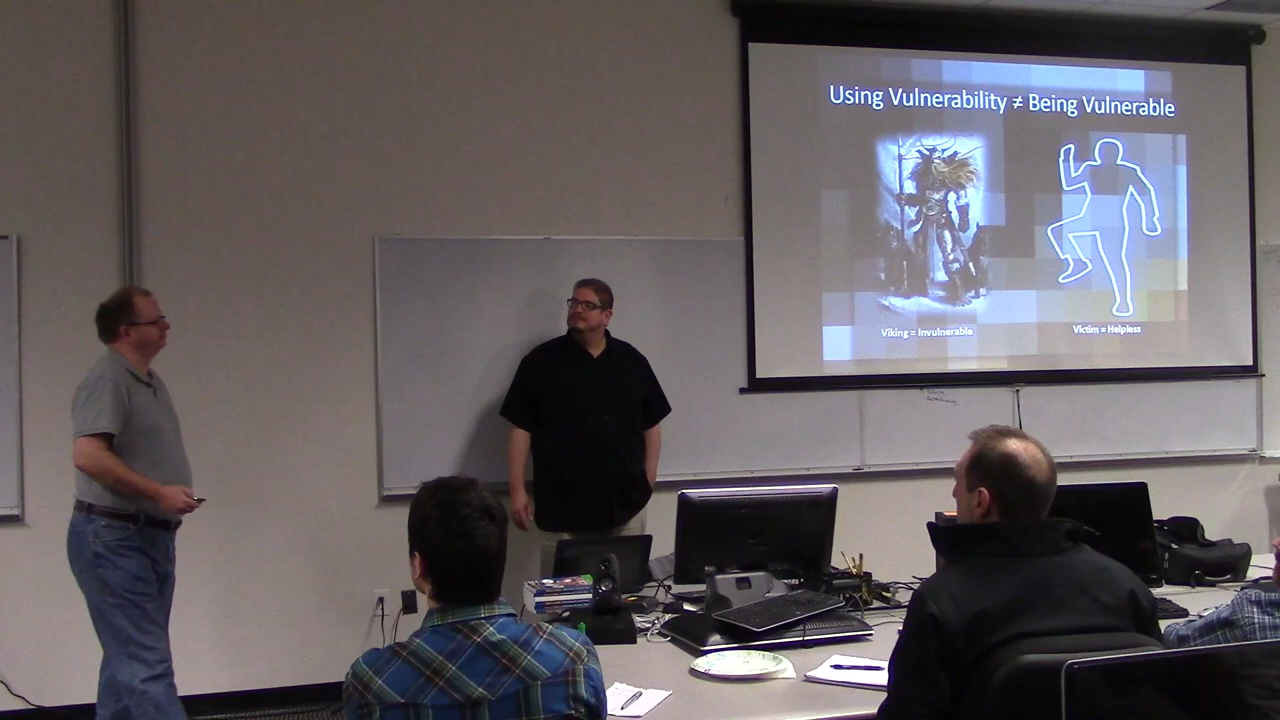 Using Vulnerability ≠ Being Vulnerable
Viking = Invulnerable
Victim = Helpless